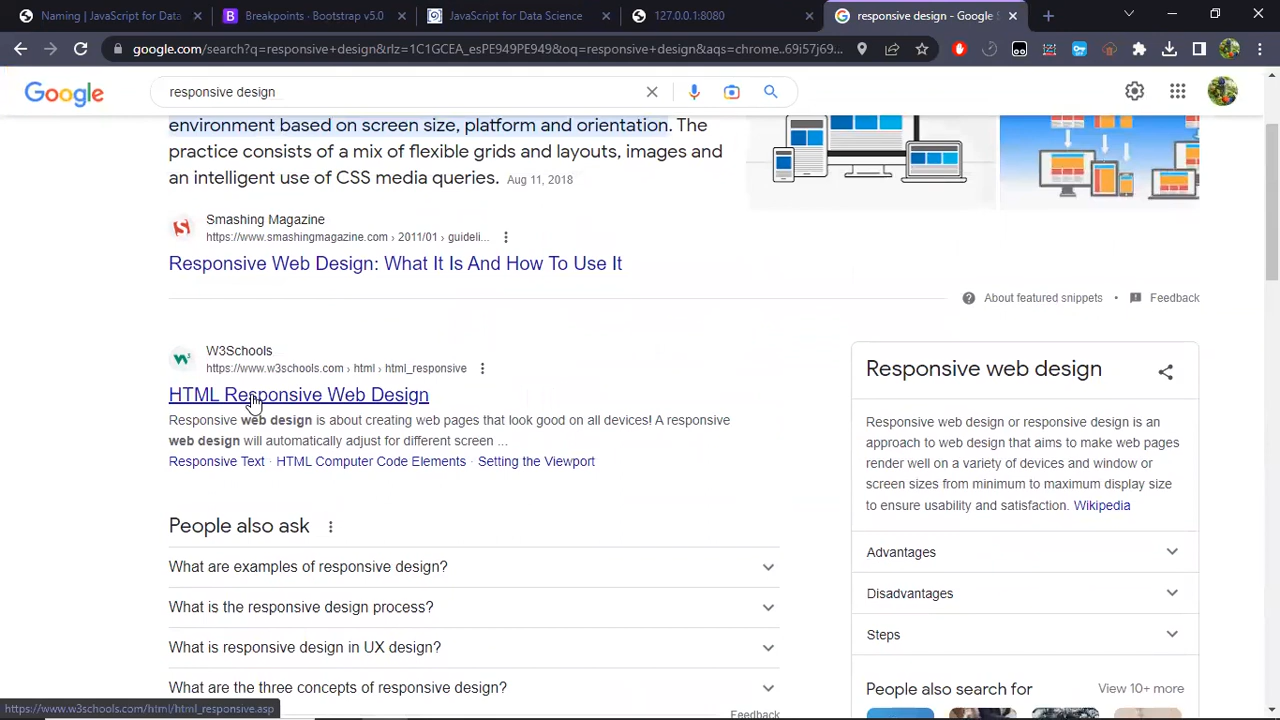 Naming | JavaScript for Data
Breakpoints · Bootstrap v5.0
JavaScript for Data Science
127.0.0.1:8080
responsive design - Google S
google.com/search?q=responsive+design&rlz=1C1GCEA_esPE949PE949&oq=responsive+design&aqs=chrome..69i57j69...
Google
responsive design
environment based on screen size, platform and orientation. The
practice consists of a mix of flexible grids and layouts, images and
an intelligent use of CSS media queries. Aug 11, 2018
Smashing Magazine
https://www.smashingmagazine.com › 2011/01 › guideli...
Responsive Web Design: What It Is And How To Use It
About featured snippets • Feedback
W3Schools
https://www.w3schools.com › html › html_responsive
HTML Responsive Web Design
Responsive web design is about creating web pages that look good on all devices! A responsive
web design will automatically adjust for different screen ...
Responsive Text · HTML Computer Code Elements · Setting the Viewport
People also ask
What are examples of responsive design?
What is the responsive design process?
What is responsive design in UX design?
What are the three concepts of responsive design?
Feedback
Responsive web design
Responsive web design or responsive design is an
approach to web design that aims to make web pages
render well on a variety of devices and window or
screen sizes from minimum to maximum display size
to ensure usability and satisfaction. Wikipedia
Advantages
Disadvantages
Steps
People also search for
View 10+ more
https://www.w3schools.com/html/html_responsive.asp